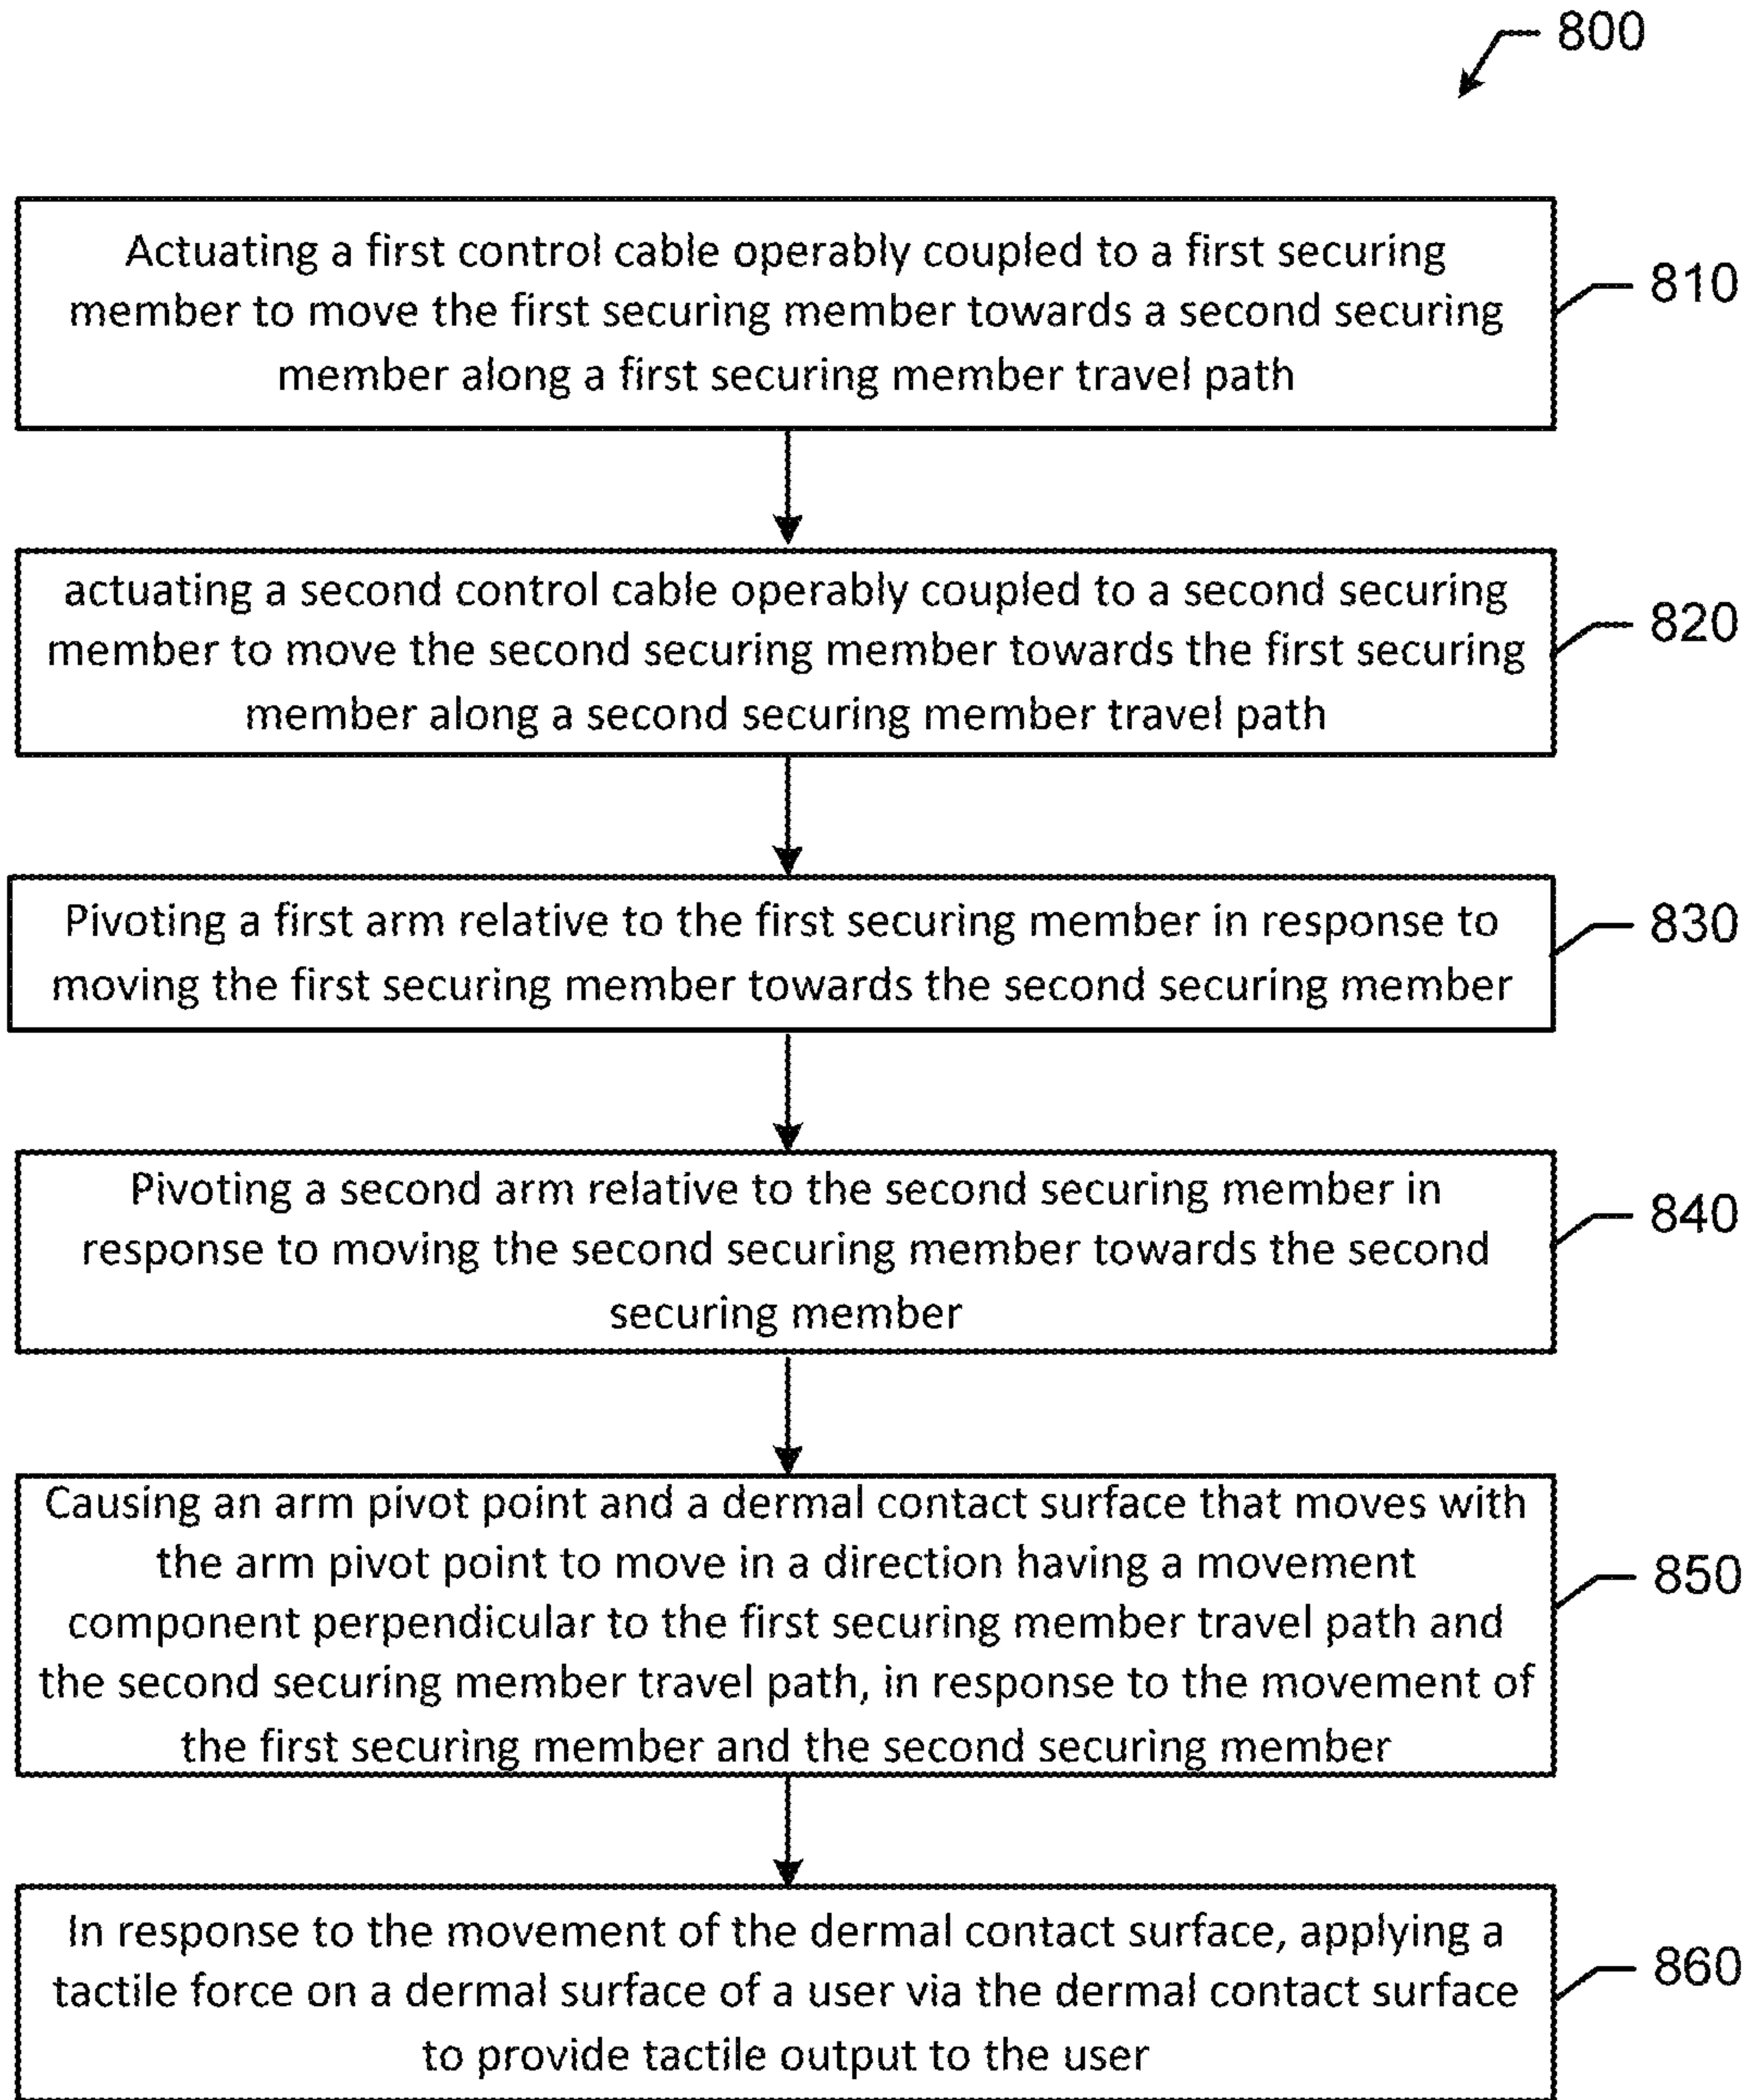 800
Actuating a first control cable operably coupled to a first securing
member to move the first securing member towards a second securing
member along a first securing member travel path
810
actuating a second control cable operably coupled to a second securing
member to move the second securing member towards the first securing
member along a second securing member travel path
820
Pivoting a first arm relative to the first securing member in response to
moving the first securing member towards the second securing member
830
Pivoting a second arm relative to the second securing member in
response to moving the second securing member towards the second
securing member
840
Causing an arm pivot point and a dermal contact surface that moves with
the arm pivot point to move in a direction having a movement
component perpendicular to the first securing member travel path and
the second securing member travel path, in response to the movement of
the first securing member and the second securing member
850
In response to the movement of the dermal contact surface, applying a
tactile force on a dermal surface of a user via the dermal contact surface
to provide tactile output to the user
860